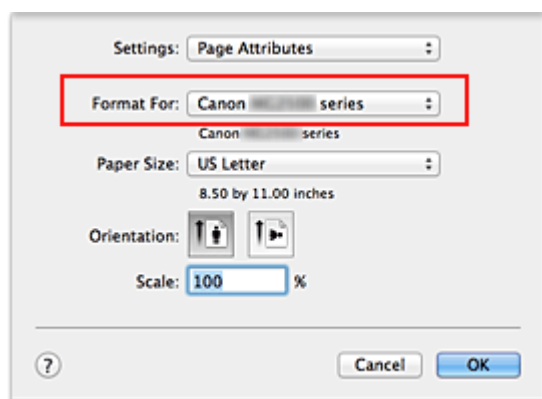 Settings: Page Attributes
Format For: Canon series
Canon series
Paper Size: US Letter
8.50 by 11.00 inches
Orientation:
Scale: 100 %
? Cancel OK